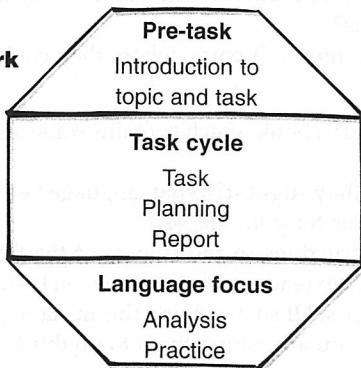 Pre-task
Introduction to
topic and task
Task cycle
Task
Planning
Report
Language focus
Analysis
Practice